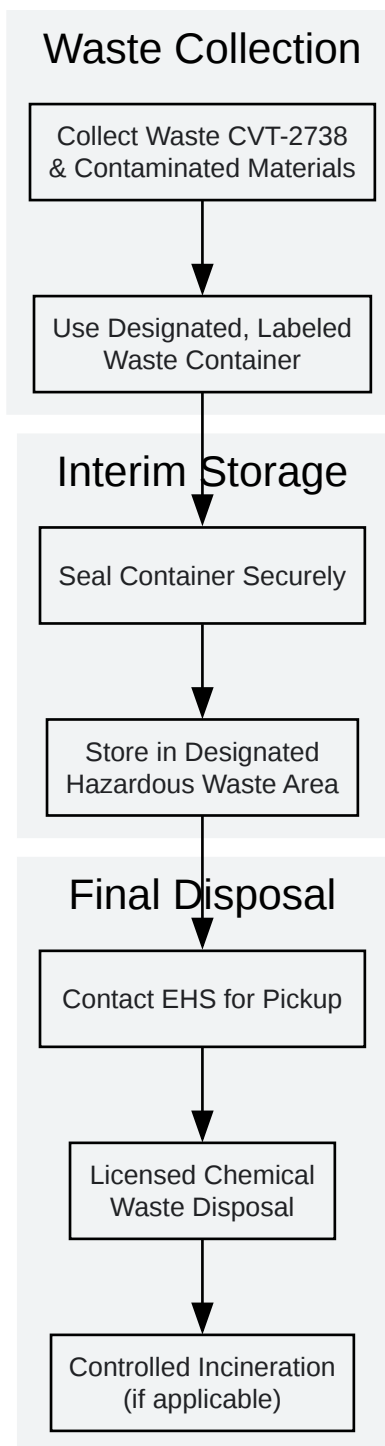 Waste Collection
Collect Waste CVT-2738
& Contaminated Materials
Use Designated, Labeled
Waste Container
Interim Storage
Seal Container Securely
Store in Designated
Hazardous Waste Area
Final Disposal
Contact EHS for Pickup
Licensed Chemical
Waste Disposal
Controlled Incineration
(if applicable)